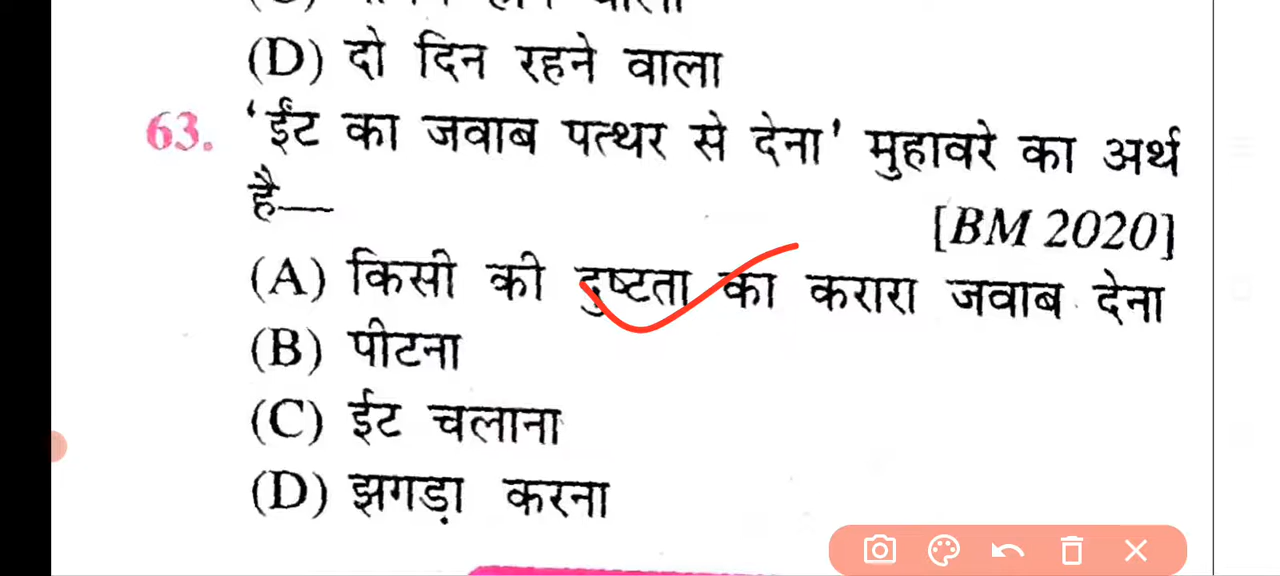 (D) दो दिन रहने वाला
63. 'ईंट का जवाब पत्थर से देना' मुहावरे का अर्थ
है— [BM 2020]
(A) किसी की दुष्टता का करारा जवाब देना
(B) पीटना
(C) ईट चलाना
(D) झगड़ा करना